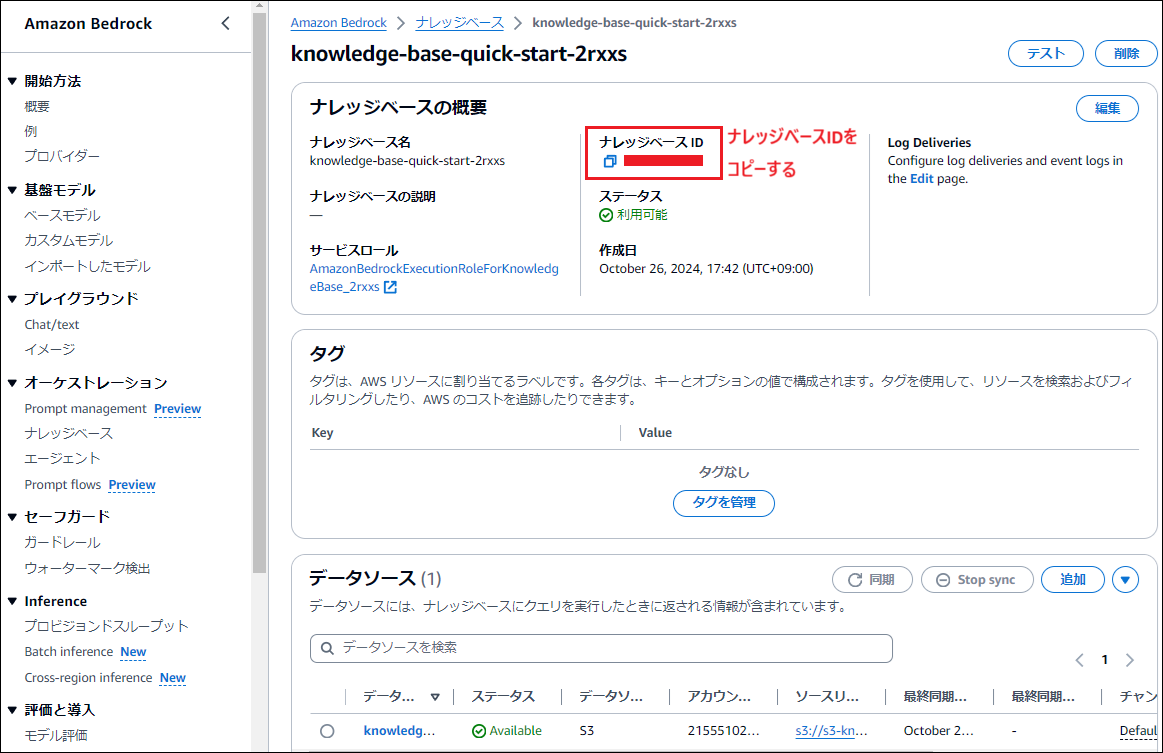 Amazon Bedrock
開始方法
概要
例
プロバイダー
基盤モデル
ベースモデル
カスタムモデル
インポートしたモデル
プレイグラウンド
Chat/text
イメージ
オーケストレーション
Prompt management Preview
ナレッジベース
エージェント
Prompt flows Preview
セーフガード
ガードレール
ウォーターマーク検出
Inference
プロビジョンドスループット
Batch inference New
Cross-region inference New
評価と導入
モデル評価
Amazon Bedrock > ナレッジベース > knowledge-base-quick-start-2rxxs
knowledge-base-quick-start-2rxxs
テスト
削除
ナレッジベースの概要
編集
ナレッジベース名
knowledge-base-quick-start-2rxxs
ナレッジベースの説明
—
サービスロール
AmazonBedrockExecutionRoleForKnowledg
eBase_2rxxs
ナレッジベース ID
ナレッジベースIDを
コピーする
ステータス
利用可能
作成日
October 26, 2024, 17:42 (UTC+09:00)
Log Deliveries
Configure log deliveries and event logs in
the Edit page.
タグ
タグは、AWS リソースに割り当てるラベルです。各タグは、キーとオプションの値で構成されます。タグを使用して、リソースを検索およびフィ
ルタリングしたり、AWS のコストを追跡したりできます。
Key
Value
タグなし
タグを管理
データソース (1)
同期
Stop sync
追加
データソースには、ナレッジベースにクエリを実行したときに返される情報が含まれています。
データソースを検索
1
データ... ステータス データソ... アカウン... ソースリ... 最終同期... 最終同期... チャン
knowledg... Available S3 21555102... s3://s3-kn... October 2... - Defaul